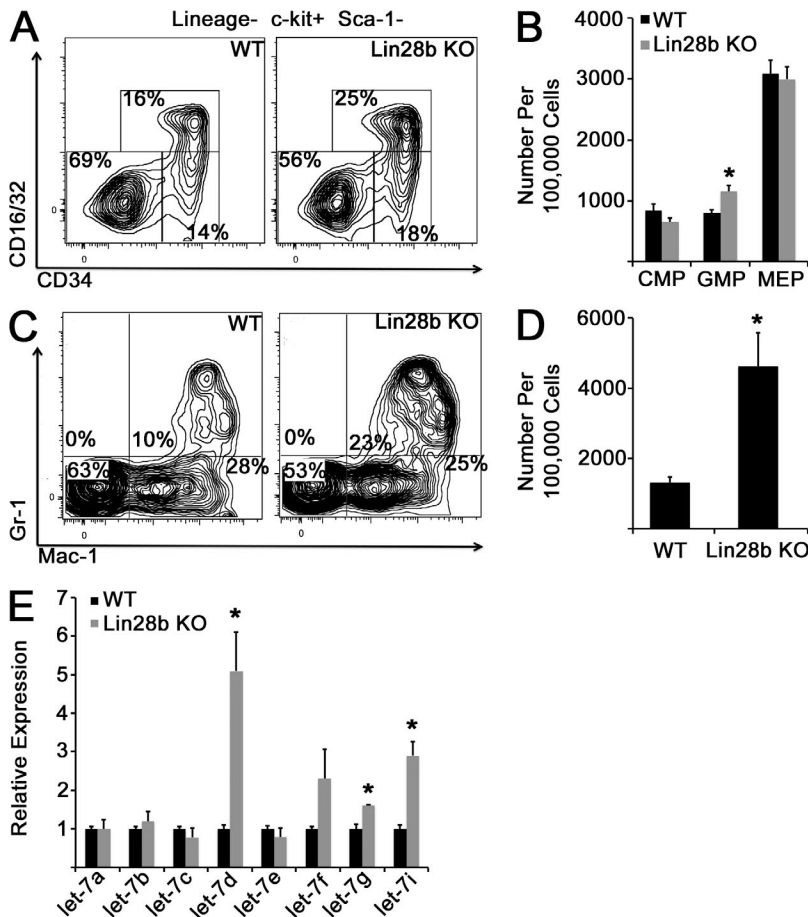 A
Lineage- c-kit+ Sca-1-
WT
16%
69%
14%
0
0
Lin28b KO
25%
56%
18%
0
CD16/32
CD34
B
WT
Lin28b KO
Number Per
100,000 Cells
4000
3000
2000
1000
*
CMP GMP MEP
C
WT
0% 10%
63% 28%
0
0
Lin28b KO
0% 23%
53% 25%
0
Gr-1
Mac-1
D
Number Per
100,000 Cells
6000
4000
2000
*
WT Lin28b KO
E
WT
Lin28b KO
Relative Expression
7
6
5
4
3
2
1
*
*
*
let-7a let-7b let-7c let-7d let-7e let-7f let-7g let-7i